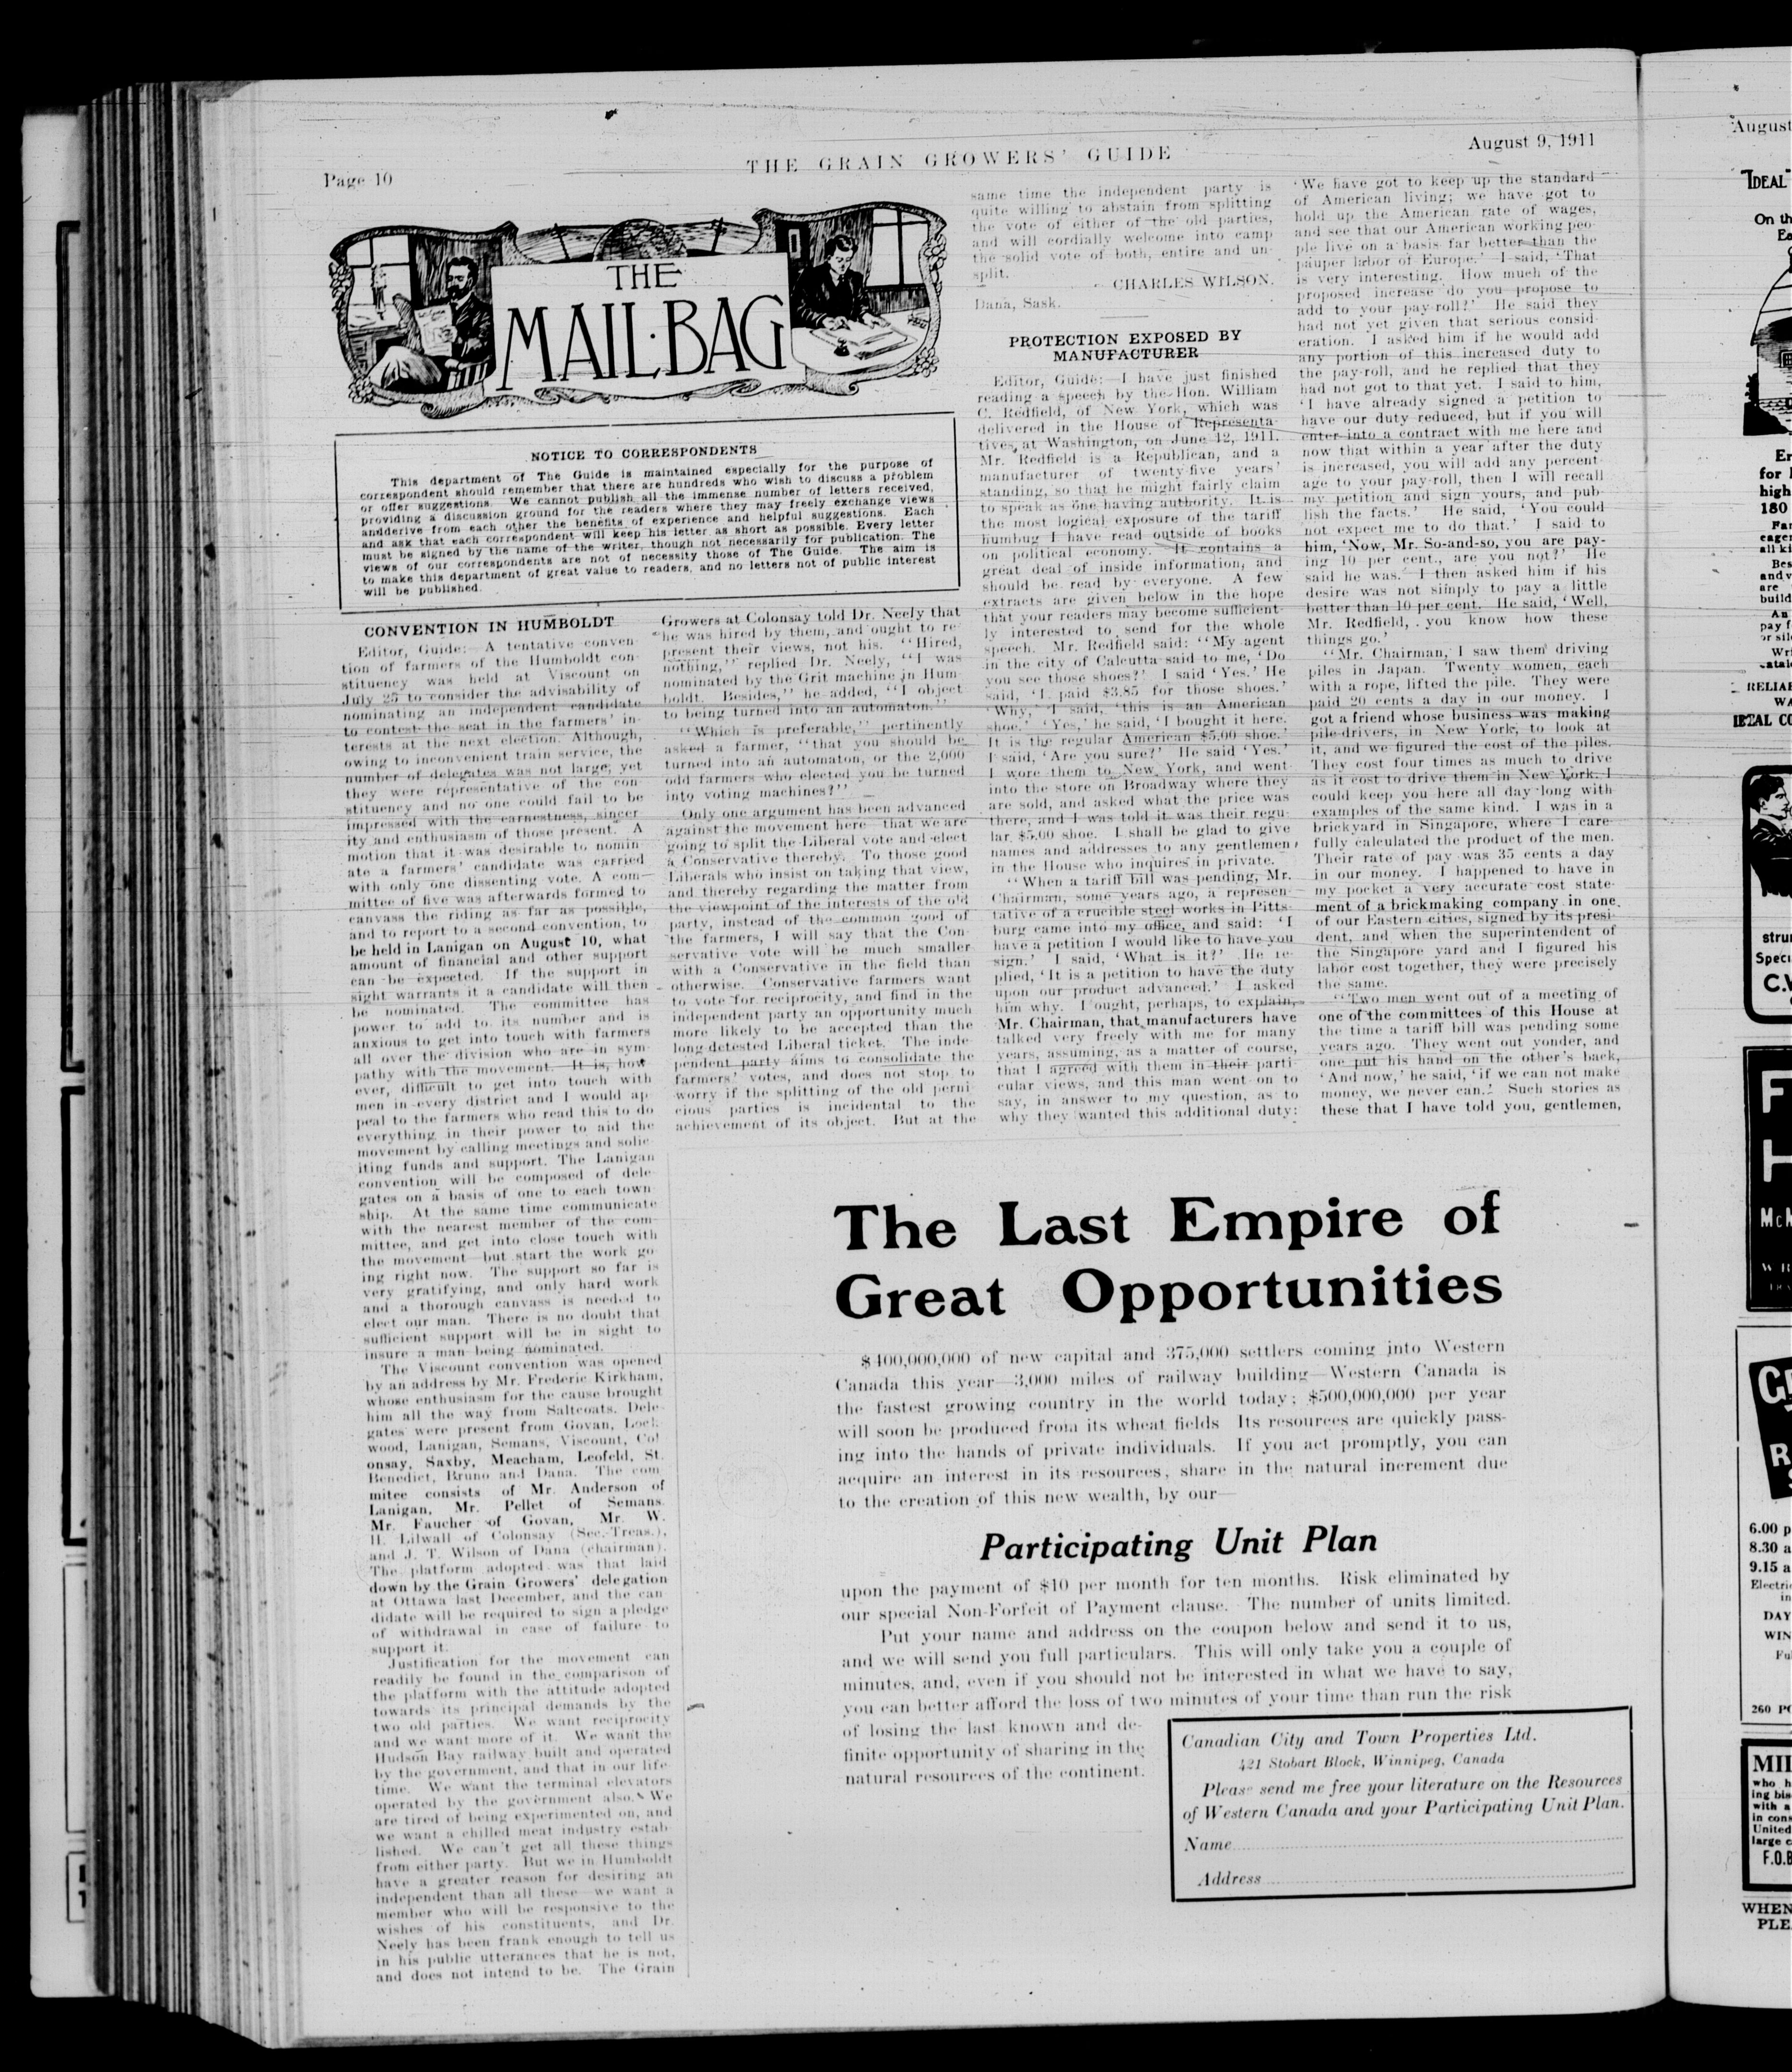 Page 10
THE GRAIN GROWERS' GUIDE
August 9, 1911
THE
MAIL·BAG
NOTICE TO CORRESPONDENTS
This department of The Guide is maintained especially for the purpose of
correspondent should remember that there are hundreds who wish to discuss a problem
or offer suggestions. We cannot publish all the immense number of letters received,
providing a discussion ground for the readers where they may freely exchange views
andderive from each other the benefits of experience and helpful suggestions. Each
and ask that each correspondent will keep his letter as short as possible. Every letter
must be signed by the name of the writer, though not necessarily for publication. The
views of our correspondents are not of necessity those of The Guide. The aim is
to make this department of great value to readers, and no letters not of public interest
will be published.
CONVENTION IN HUMBOLDT
Editor, Guide:—A tentative conven-
tion of farmers of the Humboldt con-
stituency was held at Viscount on
July 25 to consider the advisability of
nominating an independent candidate
to contest the seat in the farmers' in-
terests at the next election. Although,
owing to inconvenient train service, the
number of delegates was not large, yet
they were representative of the con-
stituency and no one could fail to be
impressed with the earnestness, sincer-
ity and enthusiasm of those present. A
motion that it was desirable to nomin-
ate a farmers' candidate was carried
with only one dissenting vote. A com-
mittee of five was afterwards formed to
canvass the riding as far as possible,
and to report to a second convention, to
be held in Lanigan on August 10, what
amount of financial and other support
can be expected. If the support in
sight warrants it a candidate will then
be nominated. The committee has
power to add to its number and is
anxious to get into touch with farmers
all over the division who are in sym-
pathy with the movement. It is, how-
ever, difficult to get into touch with
men in every district and I would ap-
peal to the farmers who read this to do
everything in their power to aid the
movement by calling meetings and solic-
iting funds and support. The Lanigan
convention will be composed of dele-
gates on a basis of one to each town-
ship. At the same time communicate
with the nearest member of the com-
mittee, and get into close touch with
the movement—but start the work go-
ing right now. The support so far is
very gratifying, and only hard work
and a thorough canvass is needed to
elect our man. There is no doubt that
sufficient support will be in sight to
insure a man being nominated.
The Viscount convention was opened
by an address by Mr. Frederic Kirkham,
whose enthusiasm for the cause brought
him all the way from Saltcoats. Dele-
gates were present from Govan, Lock-
wood, Lanigan, Semans, Viscount, Col-
onsay, Saxby, Meacham, Leofeld, St.
Benedict, Bruno and Dana. The com-
mitee consists of Mr. Anderson of
Lanigan, Mr. Pellet of Semans.
Mr. Faucher of Govan, Mr. W.
H. Lilwall of Colonsay (Sec.-Treas.),
and J. T. Wilson of Dana (chairman).
The platform adopted was that laid
down by the Grain Growers' delegation
at Ottawa last December, and the can-
didate will be required to sign a pledge
of withdrawal in case of failure to
support it.
Justification for the movement can
readily be found in the comparison of
the platform with the attitude adopted
towards its principal demands by the
two old parties. We want reciprocity
and we want more of it. We want the
Hudson Bay railway built and operated
by the government, and that in our life-
time. We want the terminal elevators
operated by the government also. We
are tired of being experimented on, and
we want a chilled meat industry estab-
lished. We can't get all these things
from either party. But we in Humboldt
have a greater reason for desiring an
independent than all these—we want a
member who will be responsive to the
wishes of his constituents, and Dr.
Neely has been frank enough to tell us
in his public utterances that he is not,
and does not intend to be. The Grain
Growers at Colonsay told Dr. Neely that
he was hired by them, and ought to re-
present their views, not his. "Hired,
nothing," replied Dr. Neely, "I was
nominated by the Grit machine in Hum-
boldt. Besides," he added, "I object
to being turned into an automaton."
"Which is preferable," pertinently
asked a farmer, "that you should be
turned into an automaton, or the 2,000
odd farmers who elected you be turned
into voting machines?"
Only one argument has been advanced
against the movement here—that we are
going to split the Liberal vote and elect
a Conservative thereby. To those good
Liberals who insist on taking that view,
and thereby regarding the matter from
the viewpoint of the interests of the old
party, instead of the common good of
the farmers, I will say that the Con-
servative vote will be much smaller
with a Conservative in the field than
otherwise. Conservative farmers want
to vote for reciprocity, and find in the
independent party an opportunity much
more likely to be accepted than the
long-detested Liberal ticket. The inde-
pendent party aims to consolidate the
farmers' votes, and does not stop to
worry if the splitting of the old perni-
cious parties is incidental to the
achievement of its object. But at the
same time the independent party is
quite willing to abstain from splitting
the vote of either of the old parties,
and will cordially welcome into camp
the solid vote of both, entire and un-
split.
CHARLES WILSON.
Dana, Sask.
PROTECTION EXPOSED BY
MANUFACTURER
Editor, Guide:—I have just finished
reading a speech by the Hon. William
C. Redfield, of New York, which was
delivered in the House of Representa-
tives, at Washington, on June 12, 1911.
Mr. Redfield is a Republican, and a
manufacturer of twenty-five years'
standing, so that he might fairly claim
to speak as one having authority. It is
the most logical exposure of the tariff
humbug I have read outside of books
on political economy. It contains a
great deal of inside information, and
should be read by everyone. A few
extracts are given below in the hope
that your readers may become sufficient-
ly interested to send for the whole
speech. Mr. Redfield said: "My agent
in the city of Calcutta said to me, 'Do
you see those shoes?' I said 'Yes.' He
said, 'I paid $3.85 for those shoes.'
'Why,' I said, 'this is an American
shoe.' 'Yes,' he said, 'I bought it here.
It is the regular American $5.00 shoe.'
I said, 'Are you sure?' He said 'Yes.'
I wore them to New York, and went
into the store on Broadway where they
are sold, and asked what the price was
there, and I was told it was their regu-
lar $5.00 shoe. I shall be glad to give
names and addresses to any gentlemen
in the House who inquires in private.
"When a tariff bill was pending, Mr.
Chairman, some years ago, a represen-
tative of a crucible steel works in Pitts-
burg came into my office, and said: 'I
have a petition I would like to have you
sign.' I said, 'What is it?' He re-
plied, 'It is a petition to have the duty
upon our product advanced.' I asked
him why. I ought, perhaps, to explain,
Mr. Chairman, that manufacturers have
talked very freely with me for many
years, assuming, as a matter of course,
that I agreed with them in their parti-
cular views, and this man went on to
say, in answer to my question, as to
why they wanted this additional duty:
'We have got to keep up the standard
of American living; we have got to
hold up the American rate of wages,
and see that our American working peo-
ple live on a basis far better than the
pauper labor of Europe.' I said, 'That
is very interesting. How much of the
proposed increase do you propose to
add to your pay-roll?' He said they
had not yet given that serious consid-
eration. I asked him if he would add
any portion of this increased duty to
the pay-roll, and he replied that they
had not got to that yet. I said to him,
'I have already signed a petition to
have our duty reduced, but if you will
enter into a contract with me here and
now that within a year after the duty
is increased, you will add any percent-
age to your pay-roll, then I will recall
my petition and sign yours, and pub-
lish the facts.' He said, 'You could
not expect me to do that.' I said to
him, 'Now, Mr. So-and-so, you are pay-
ing 10 per cent., are you not?' He
said he was. I then asked him if his
desire was not simply to pay a little
better than 10 per cent. He said, 'Well,
Mr. Redfield, you know how these
things go.'
"Mr. Chairman, I saw them driving
piles in Japan. Twenty women, each
with a rope, lifted the pile. They were
paid 20 cents a day in our money. I
got a friend whose business was making
pile-drivers, in New York, to look at
it, and we figured the cost of the piles.
They cost four times as much to drive
as it cost to drive them in New York. I
could keep you here all day long with
examples of the same kind. I was in a
brickyard in Singapore, where I care-
fully calculated the product of the men.
Their rate of pay was 35 cents a day
in our money. I happened to have in
my pocket a very accurate cost state-
ment of a brickmaking company in one
of our Eastern cities, signed by its presi-
dent, and when the superintendent of
the Singapore yard and I figured his
labor cost together, they were precisely
the same.
"Two men went out of a meeting of
one of the committees of this House at
the time a tariff bill was pending some
years ago. They went out yonder, and
one put his hand on the other's back,
'And now,' he said, 'if we can not make
money, we never can.' Such stories as
these that I have told you, gentlemen,
The Last Empire of
Great Opportunities
$400,000,000 of new capital and 375,000 settlers coming into Western
Canada this year—3,000 miles of railway building—Western Canada is
the fastest growing country in the world today; $500,000,000 per year
will soon be produced from its wheat fields Its resources are quickly pass-
ing into the hands of private individuals. If you act promptly, you can
acquire an interest in its resources, share in the natural increment due
to the creation of this new wealth, by our—
Participating Unit Plan
upon the payment of $10 per month for ten months. Risk eliminated by
our special Non-Forfeit of Payment clause. The number of units limited.
Put your name and address on the coupon below and send it to us,
and we will send you full particulars. This will only take you a couple of
minutes, and, even if you should not be interested in what we have to say,
you can better afford the loss of two minutes of your time than run the risk
of losing the last known and de-
finite opportunity of sharing in the
natural resources of the continent.
Canadian City and Town Properties Ltd.
421 Stobart Block, Winnipeg, Canada
Please send me free your literature on the Resources
of Western Canada and your Participating Unit Plan.
Name
Address
August
IDEAL
On th
Ea
for
high
180
Far
eager
all ki
Bes
and v
are
build
An
pay f
or sil
RELIA
IDEAL CO
stru
Speci
F
H
6.00 p
8.30 a
9.15 a
Electri
in
DAY
WIN
260
MII
who h
ing bis
with a
in cons
United
large c
F.O.B
WHEN
PLE